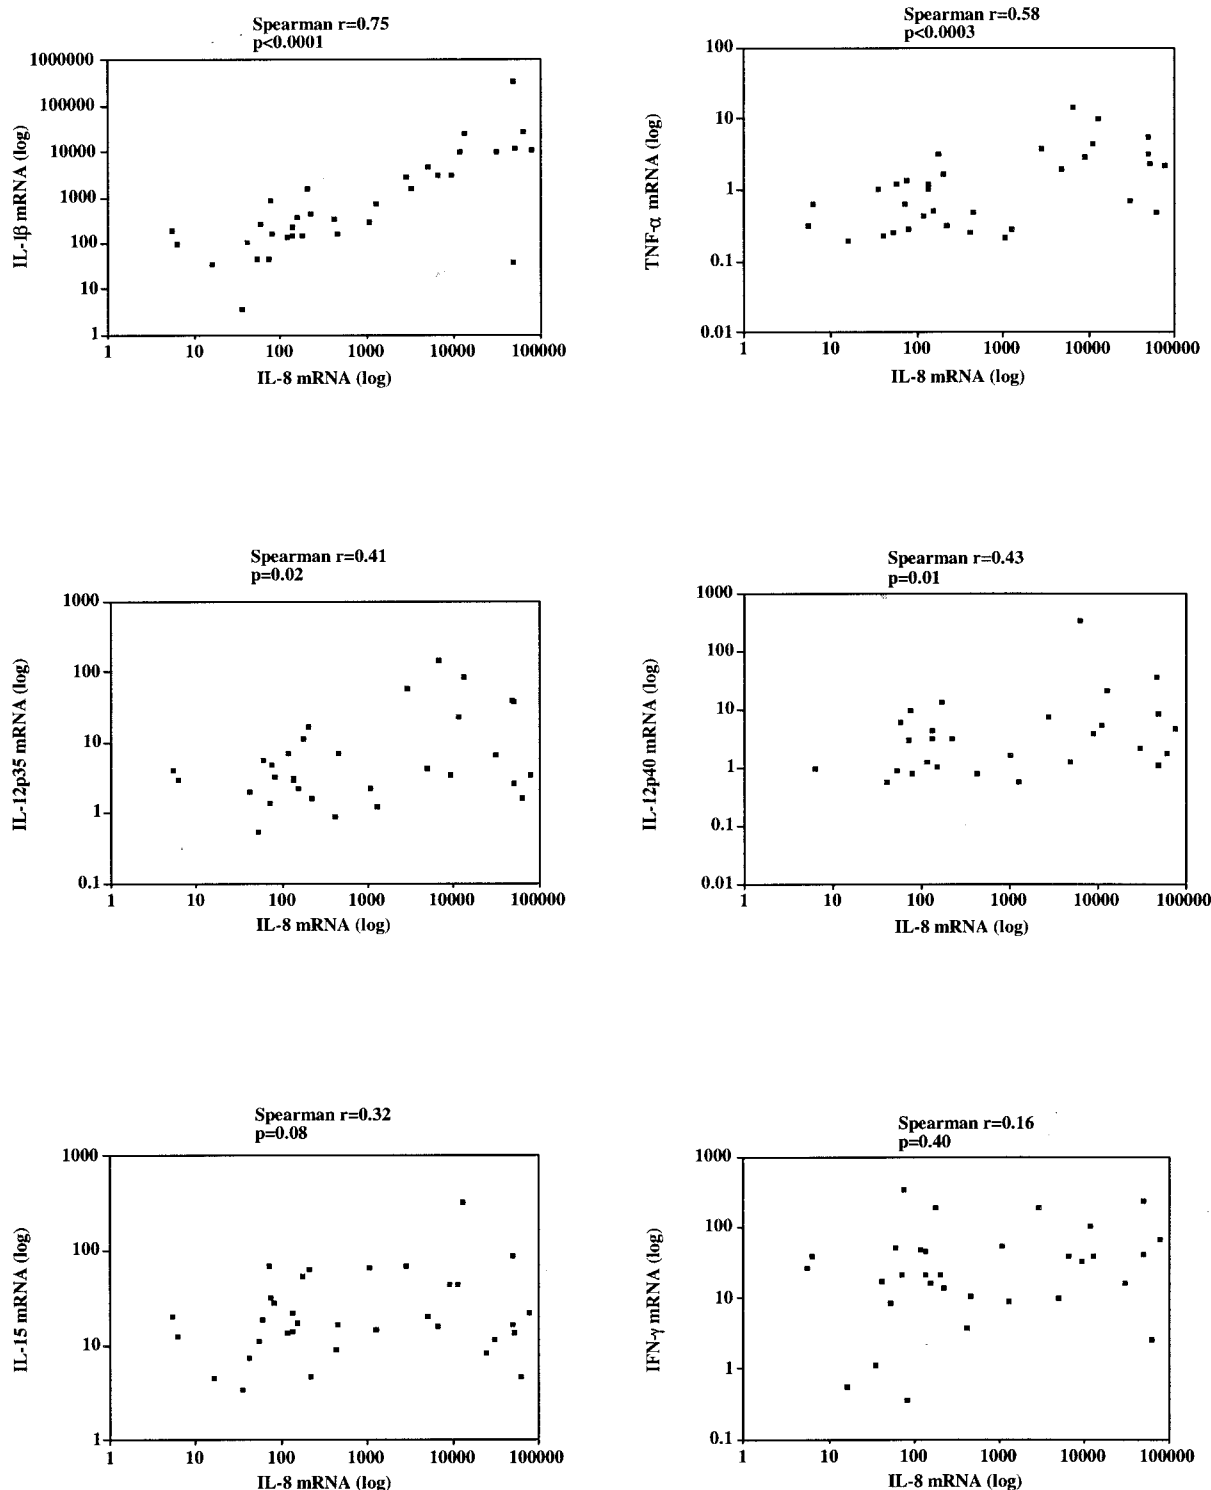 Spearman r=0.75
p<0.0001
1000000
100000
10000
1000
100
10
1
IL-1β mRNA (log)
1 10 100 1000 10000 100000
IL-8 mRNA (log)
Spearman r=0.58
p<0.0003
100
10
1
0.1
0.01
TNF-α mRNA (log)
1 10 100 1000 10000 100000
IL-8 mRNA (log)
Spearman r=0.41
p=0.02
1000
100
10
1
0.1
IL-12p35 mRNA (log)
1 10 100 1000 10000 100000
IL-8 mRNA (log)
Spearman r=0.43
p=0.01
1000
100
10
1
0.1
0.01
IL-12p40 mRNA (log)
1 10 100 1000 10000 100000
IL-8 mRNA (log)
Spearman r=0.32
p=0.08
1000
100
10
1
IL-15 mRNA (log)
1 10 100 1000 10000 100000
IL-8 mRNA (log)
Spearman r=0.16
p=0.40
1000
100
10
1
0.1
IFN-γ mRNA (log)
1 10 100 1000 10000 100000
IL-8 mRNA (log)